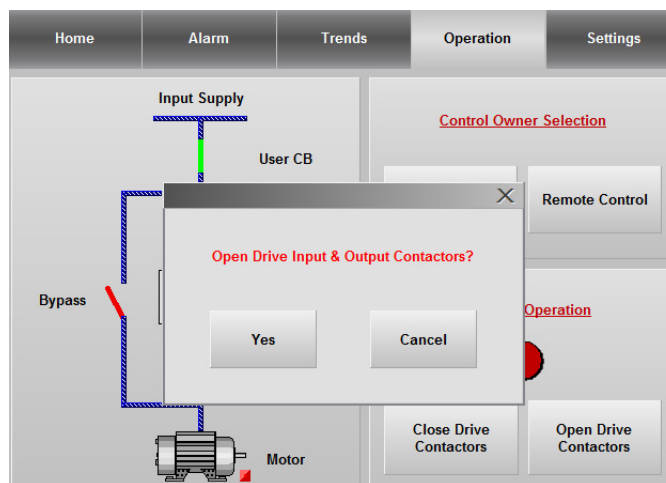 Home
Alarm
Trends
Operation
Settings
Input Supply
User CB
Bypass
Motor
Control Owner Selection
Remote Control
Open Drive Input & Output Contactors?
Yes
Cancel
Operation
Close Drive
Contactors
Open Drive
Contactors